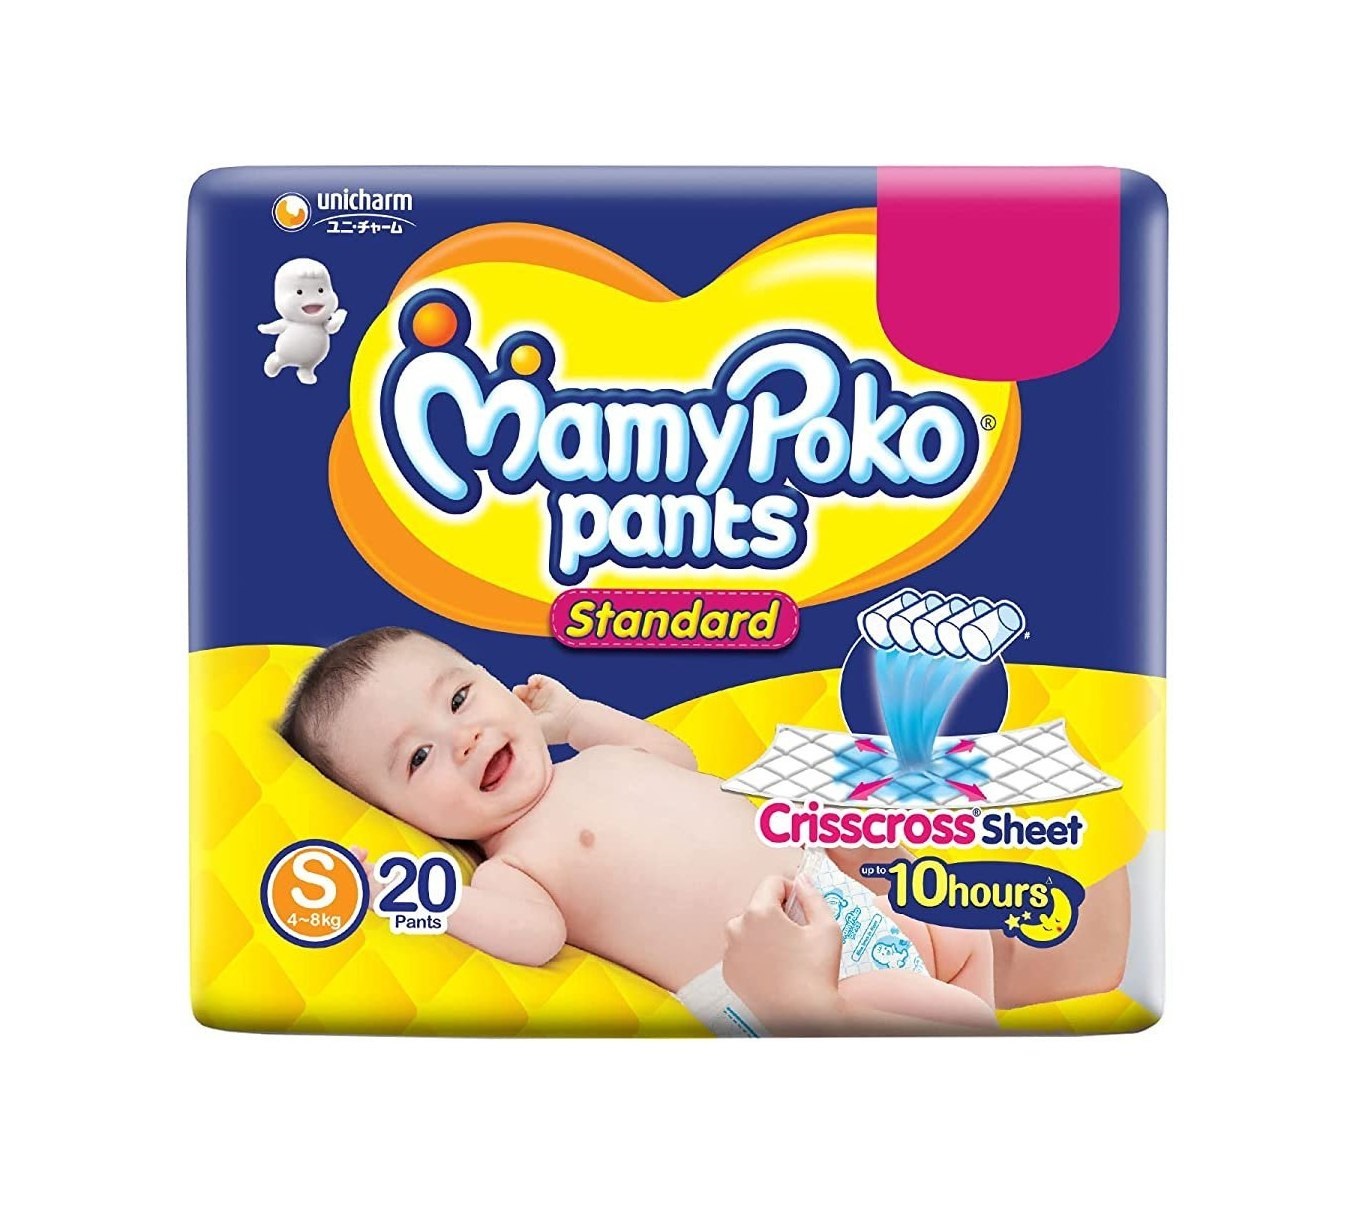 unicharm
ユニ・チャーム
MamyPoko®
pants
Standard
#
Crisscross® Sheet
up to 10hours△
S
4~8kg
20
Pants